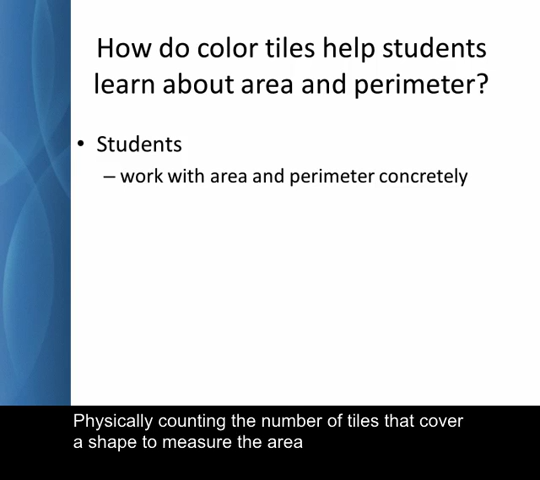 How do color tiles help students
learn about area and perimeter?
• Students
– work with area and perimeter concretely
Physically counting the number of tiles that cover
a shape to measure the area